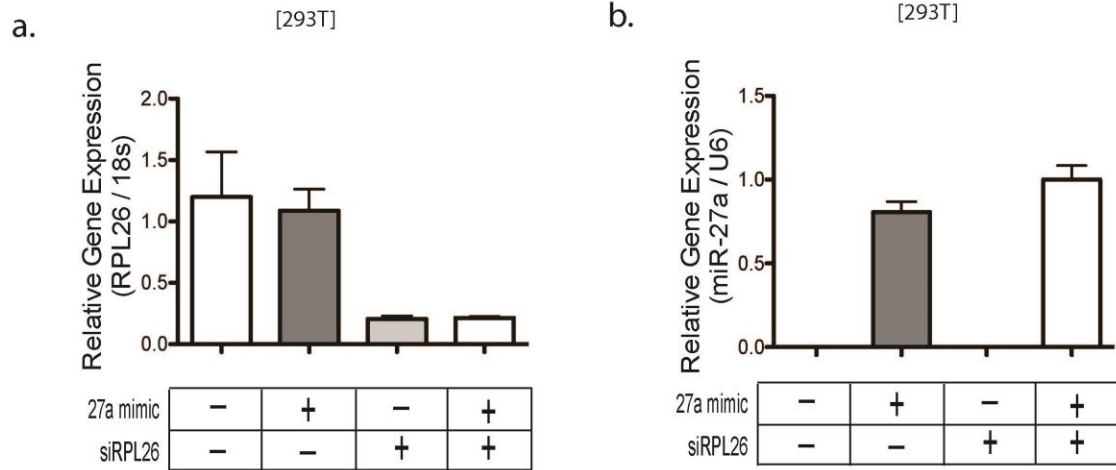 a.
[293T]
Relative Gene Expression
(RPL26 / 18s)
2.0
1.5
1.0
0.5
0.0
27a mimic – + – +
siRPL26 – – + +
b.
[293T]
Relative Gene Expression
(miR-27a / U6)
1.5
1.0
0.5
0.0
27a mimic – + – +
siRPL26 – – + +